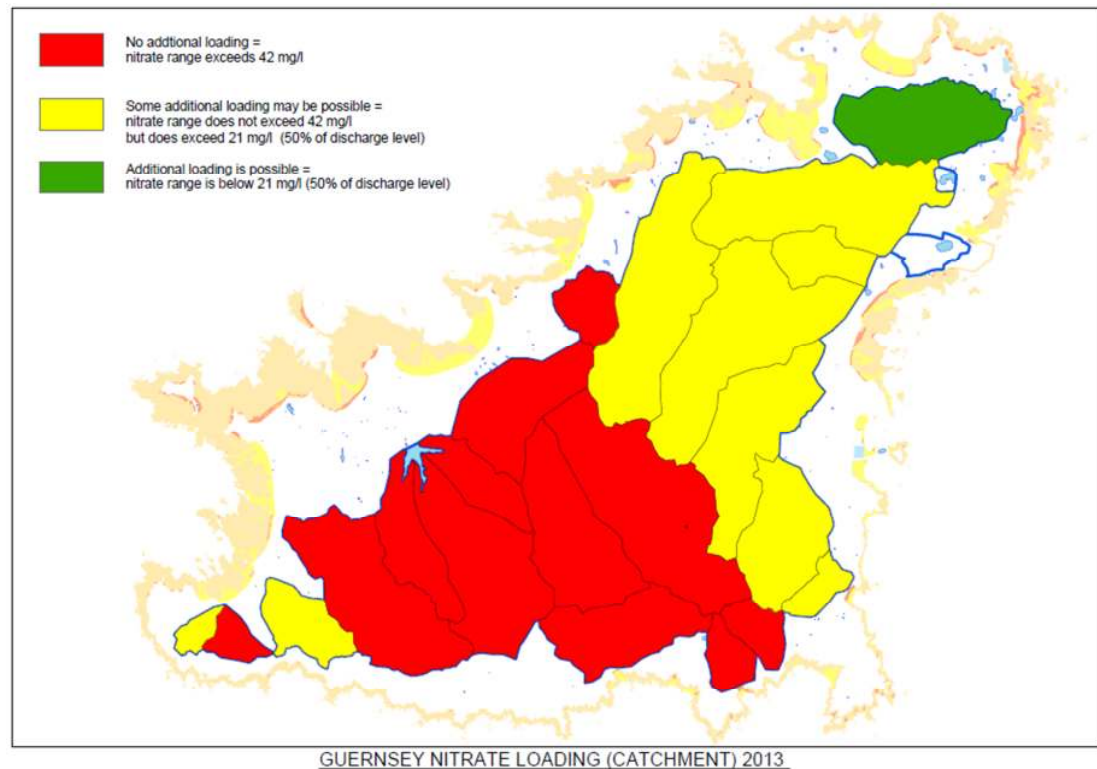 No addtional loading =
nitrate range exceeds 42 mg/l
Some additional loading may be possible =
nitrate range does not exceed 42 mg/l
but does exceed 21 mg/l (50% of discharge level)
Additional loading is possible =
nitrate range is below 21 mg/l (50% of discharge level)
GUERNSEY NITRATE LOADING (CATCHMENT) 2013